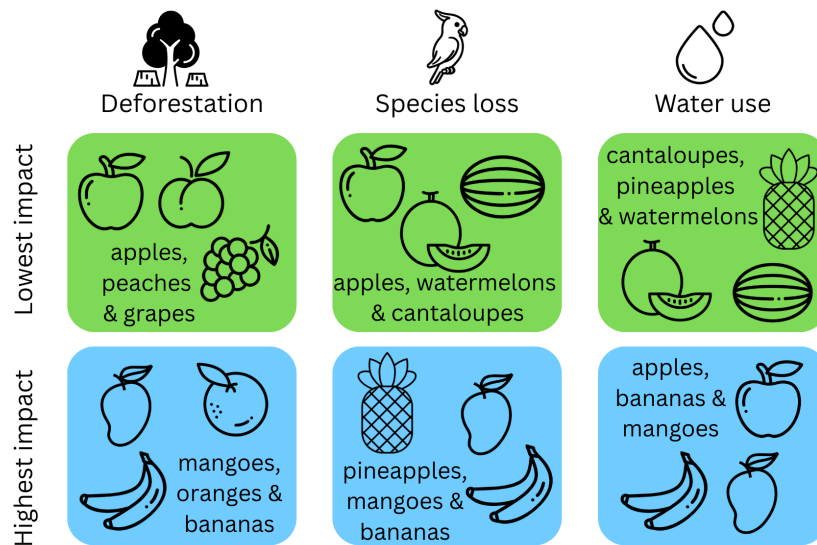 Deforestation
Species loss
Water use
Lowest impact
apples,
peaches
& grapes
apples, watermelons
& cantaloupes
cantaloupes,
pineapples
& watermelons
Highest impact
mangoes,
oranges &
bananas
pineapples,
mangoes &
bananas
apples,
bananas &
mangoes